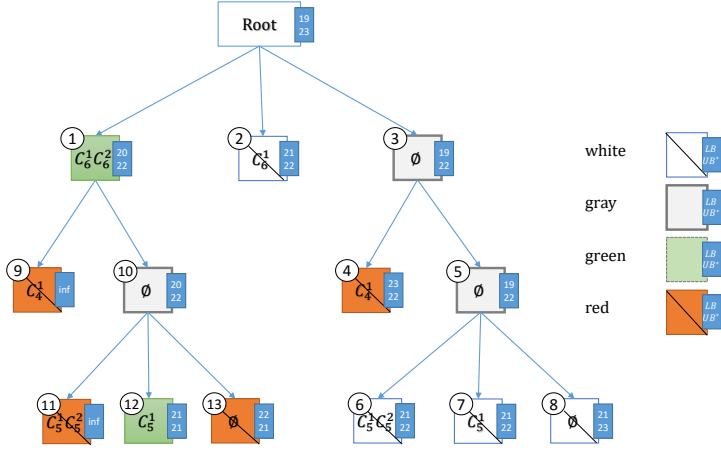 Root
19
23
1
C₆¹C₆²
20
22
2
C₆¹
21
22
3
∅
19
22
white
LB
UB*
gray
LB
UB*
green
LB
UB*
red
LB
UB*
9
C₄¹
inf
10
∅
20
22
4
C₄¹
23
22
5
∅
19
22
11
C₅¹C₅²
inf
12
C₅¹
21
21
13
∅
22
21
6
C₅¹C₅²
21
22
7
C₅¹
21
22
8
∅
21
23